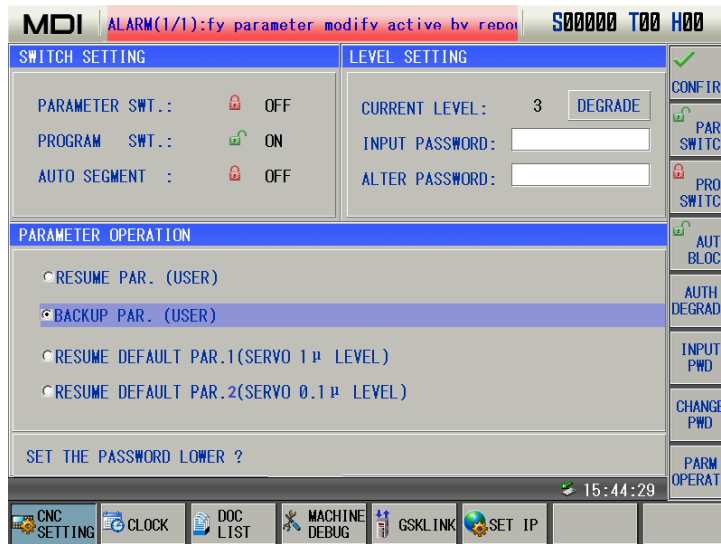 MDI ALARM(1/1):fy parameter modify active by repo S00000 T00 H00
SWITCH SETTING
LEVEL SETTING
PARAMETER SWT.: OFF
PROGRAM SWT.: ON
AUTO SEGMENT : OFF
CURRENT LEVEL: 3 DEGRADE
INPUT PASSWORD:
ALTER PASSWORD:
PARAMETER OPERATION
RESUME PAR. (USER)
BACKUP PAR. (USER)
RESUME DEFAULT PAR.1(SERVO 1μ LEVEL)
RESUME DEFAULT PAR.2(SERVO 0.1μ LEVEL)
SET THE PASSWORD LOWER ?
15:44:29
CONFIR
PAR
SWITC
PRO
SWITC
AUT
BLOC
AUTH
DEGRAD
INPUT
PWD
CHANGE
PWD
PARM
OPERAT
CNC
SETTING
CLOCK
DOC
LIST
MACHINE
DEBUG
GSKLINK
SET IP